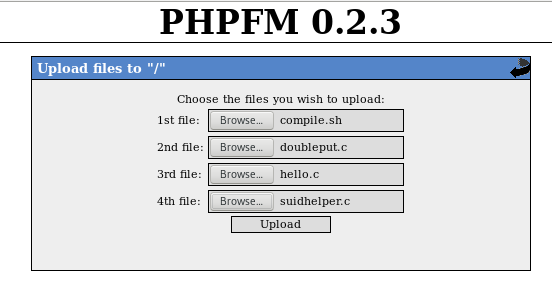 PHPFM 0.2.3
Upload files to "/"
Choose the files you wish to upload:
1st file: Browse... compile.sh
2nd file: Browse... doubleput.c
3rd file: Browse... hello.c
4th file: Browse... suidhelper.c
Upload